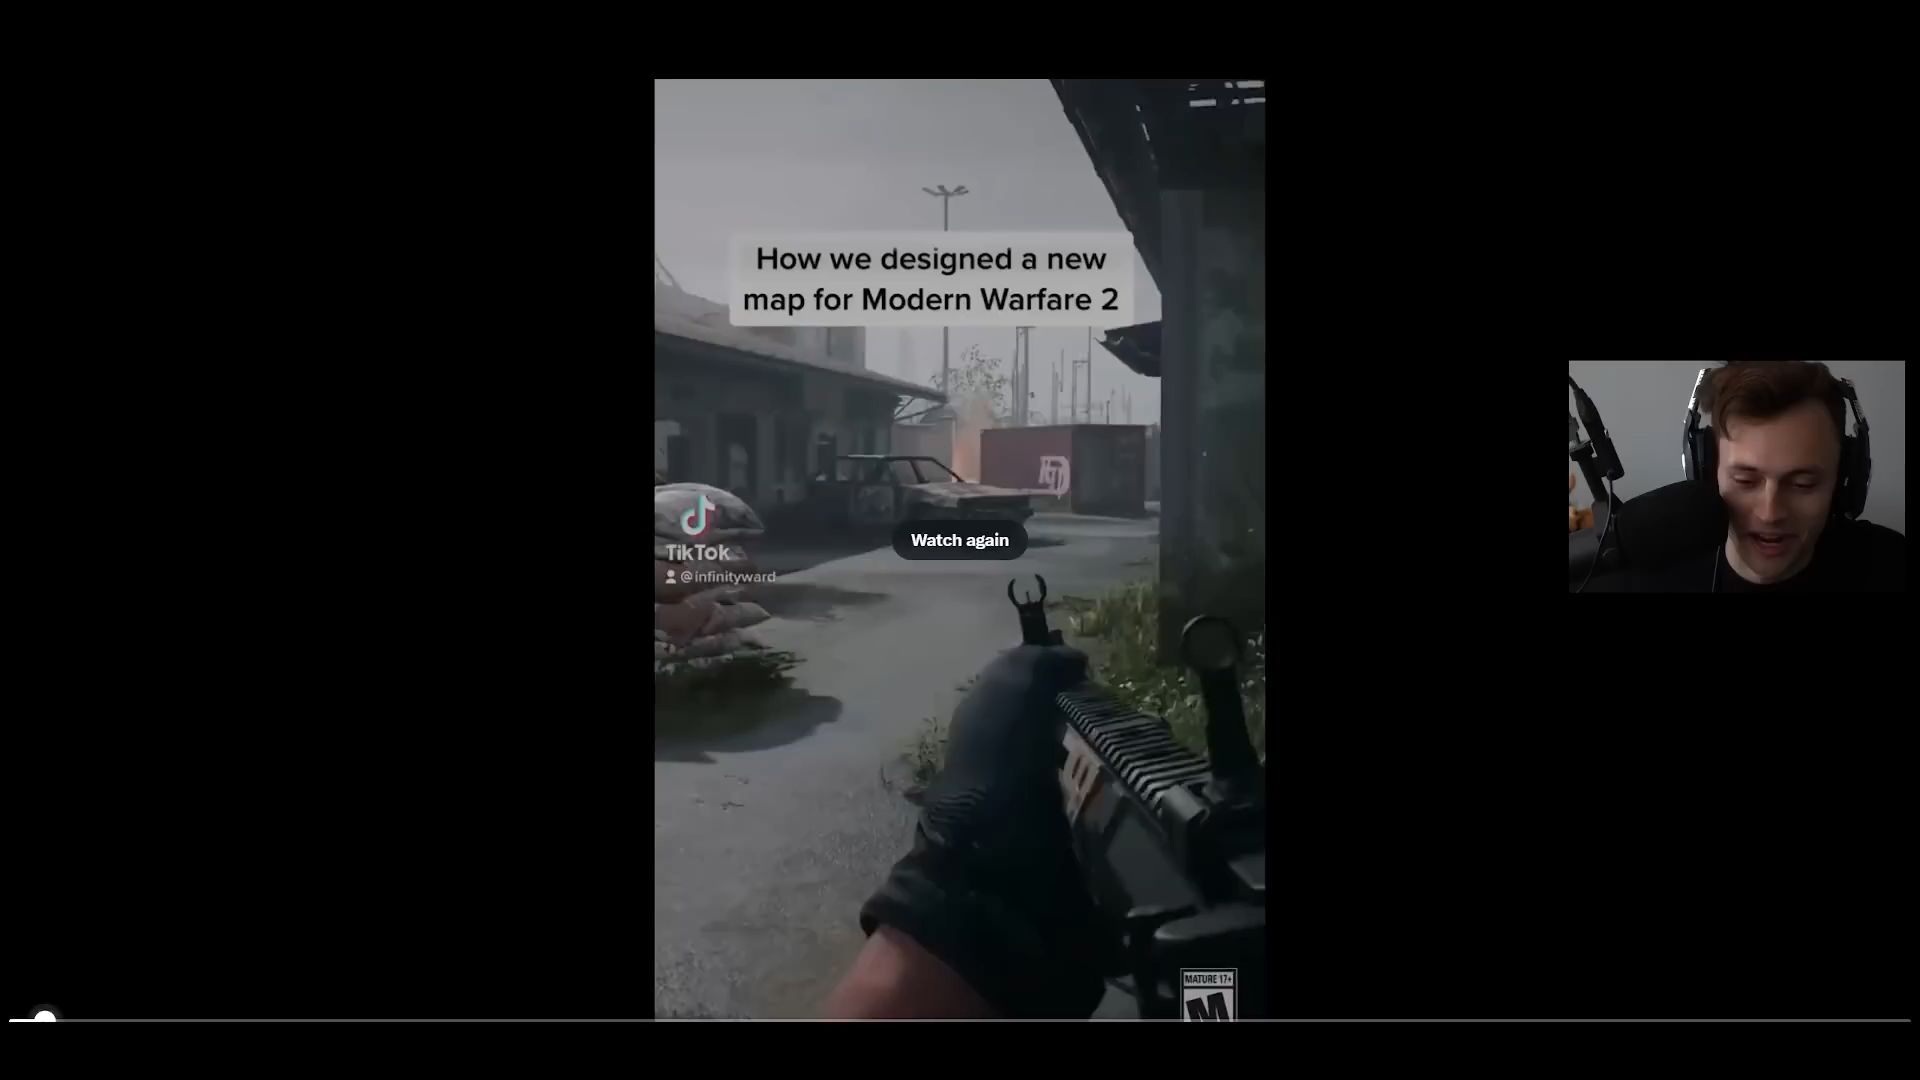 How we designed a new
map for Modern Warfare 2
TikTok
@infinityward
Watch again
MATURE 17+
M